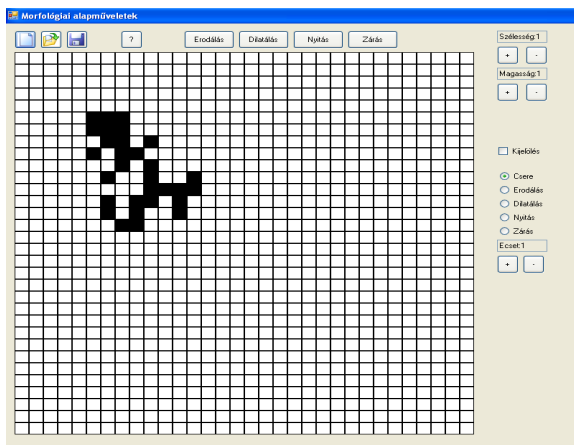 Morfológiai alapműveletek
? Erodálás Dilatálás Nyitás Zárás
Szélesség:1
+ -
Magasság:1
+ -
Kijelölés
Csere
Erodálás
Dilatálás
Nyitás
Zárás
Ecset:1
+ -